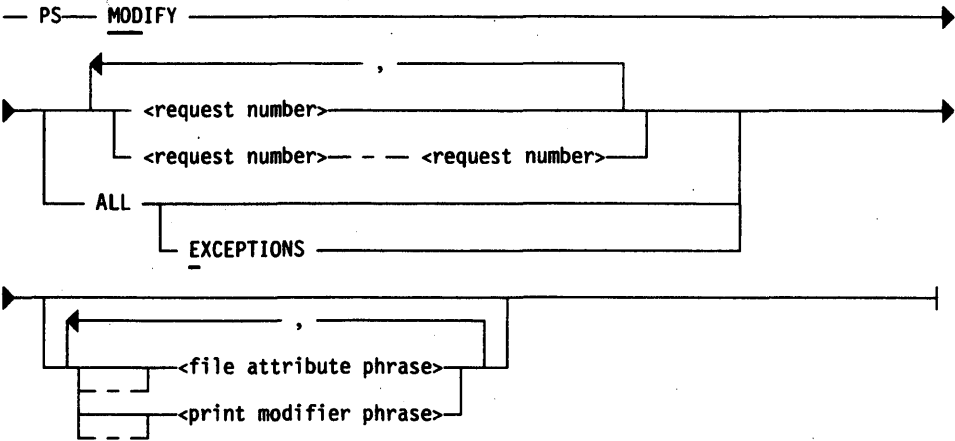 PS MODIFY
,
<request number>
<request number> - <request number>
ALL
EXCEPTIONS
,
<file attribute phrase>
<print modifier phrase>